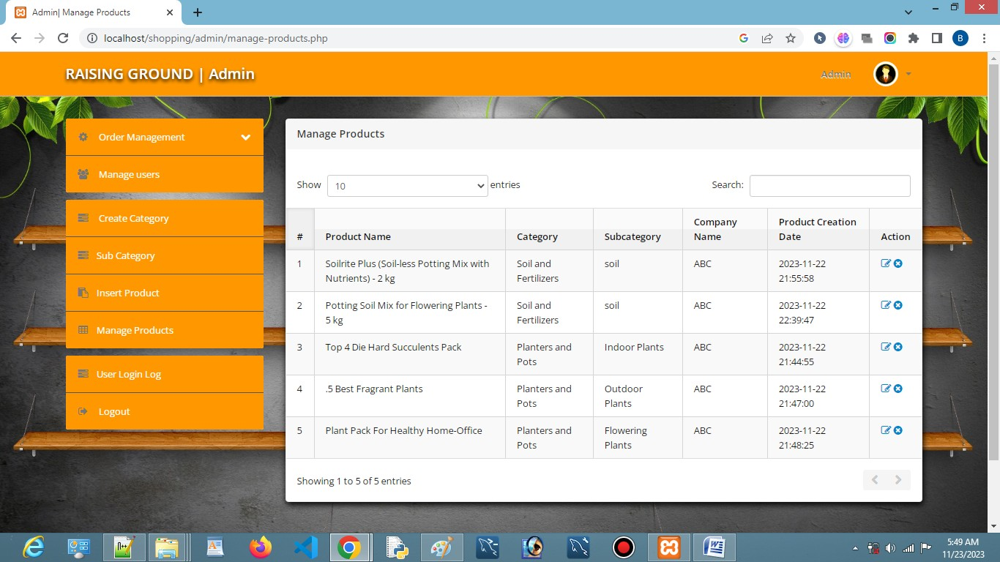 Admin| Manage Products
localhost/shopping/admin/manage-products.php
B
RAISING GROUND | Admin
Admin
Order Management
Manage users
Create Category
Sub Category
Insert Product
Manage Products
User Login Log
Logout
Manage Products
Show 10 entries Search:
# Product Name Category Subcategory Company Name Product Creation Date Action
1 Soilrite Plus (Soil-less Potting Mix with Nutrients) - 2 kg Soil and Fertilizers soil ABC 2023-11-22 21:55:58
2 Potting Soil Mix for Flowering Plants - 5 kg Soil and Fertilizers soil ABC 2023-11-22 22:39:47
3 Top 4 Die Hard Succulents Pack Planters and Pots Indoor Plants ABC 2023-11-22 21:44:55
4 .5 Best Fragrant Plants Planters and Pots Outdoor Plants ABC 2023-11-22 21:47:00
5 Plant Pack For Healthy Home-Office Planters and Pots Flowering Plants ABC 2023-11-22 21:48:25
Showing 1 to 5 of 5 entries
5:49 AM
11/23/2023